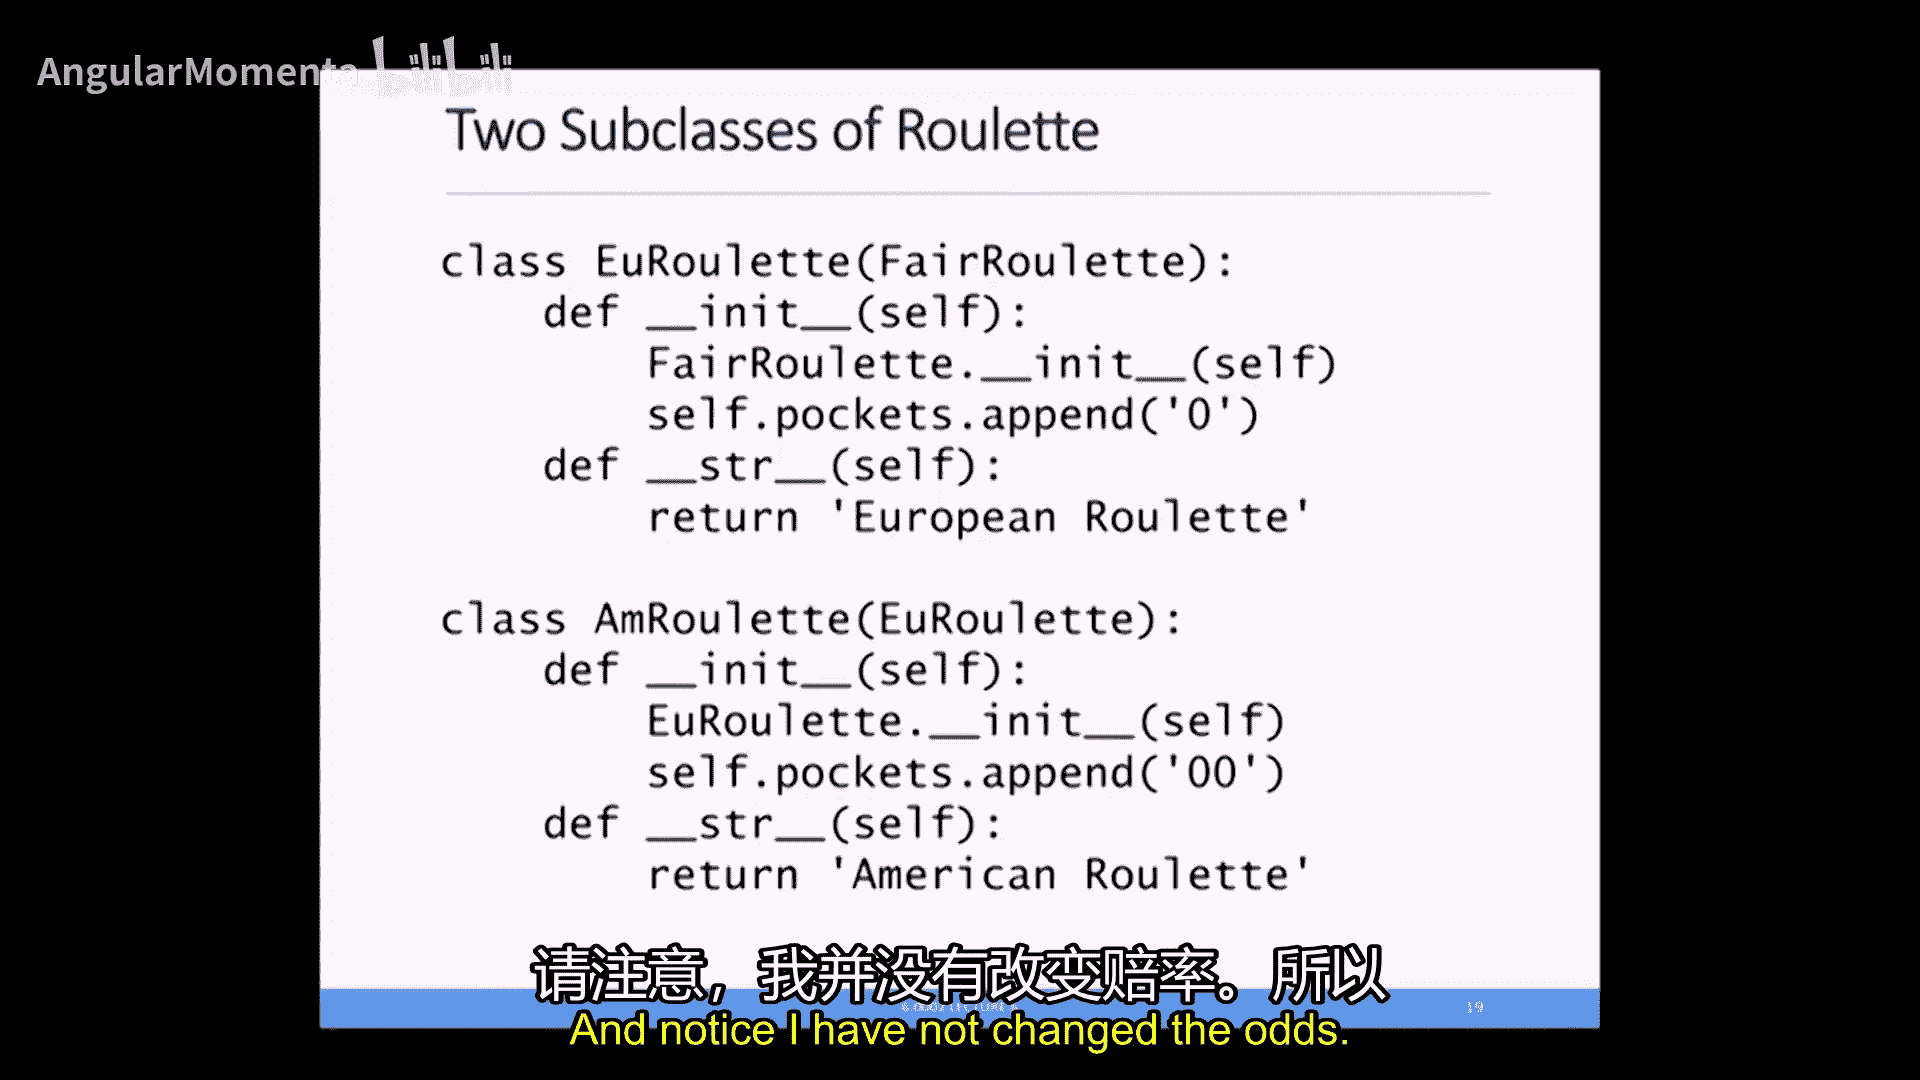 AngularMomenta bilibili
Two Subclasses of Roulette
class EuRoulette(FairRoulette):
    def __init__(self):
        FairRoulette.__init__(self)
        self.pockets.append('0')
    def __str__(self):
        return 'European Roulette'
class AmRoulette(EuRoulette):
    def __init__(self):
        EuRoulette.__init__(self)
        self.pockets.append('00')
    def __str__(self):
        return 'American Roulette'
请注意，我并没有改变赔率。所以
19
And notice I have not changed the odds.